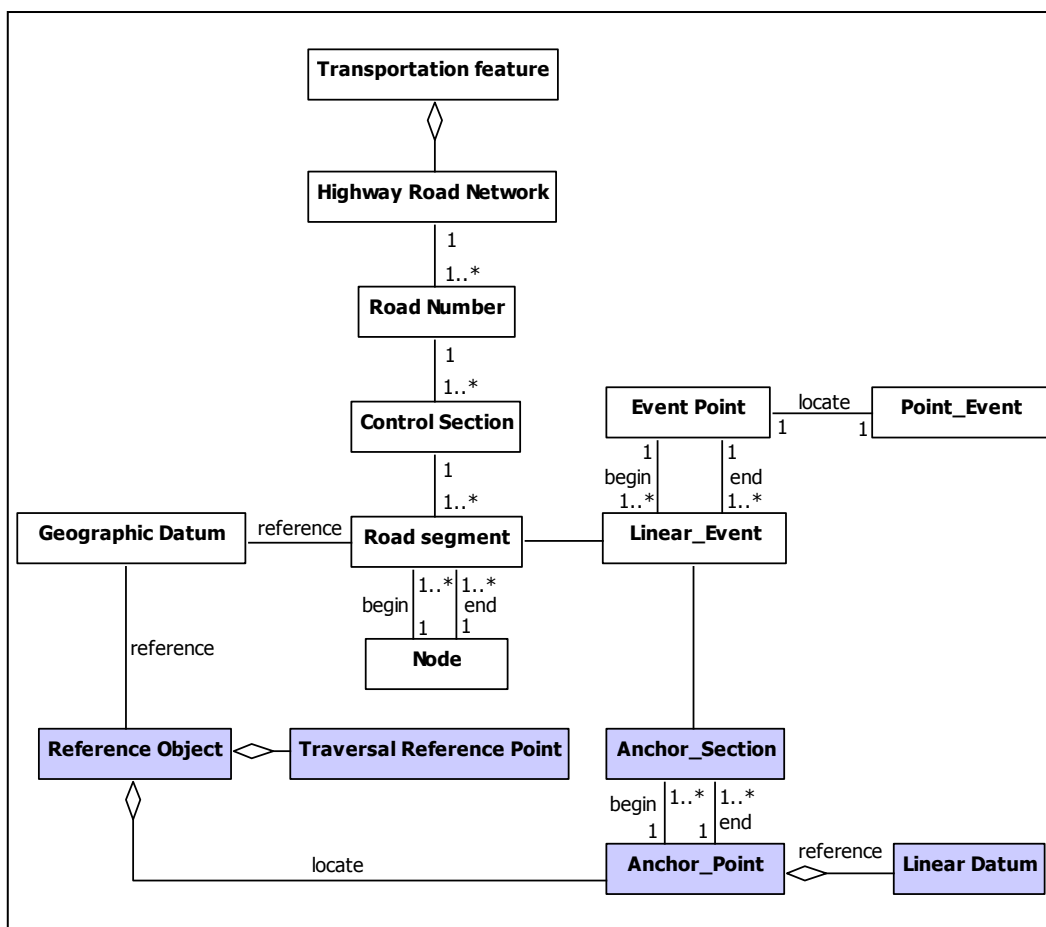 Transportation feature
Highway Road Network
1
1..*
Road Number
1
1..*
Control Section
1
1..*
Event Point
locate
1
1
Point_Event
1
1
begin
end
1..*
1..*
Geographic Datum
reference
Road segment
Linear_Event
1..*
1..*
begin
end
1
1
Node
reference
Reference Object
Traversal Reference Point
Anchor_Section
begin
1..*
1..*
1
1
end
locate
Anchor_Point
reference
Linear Datum